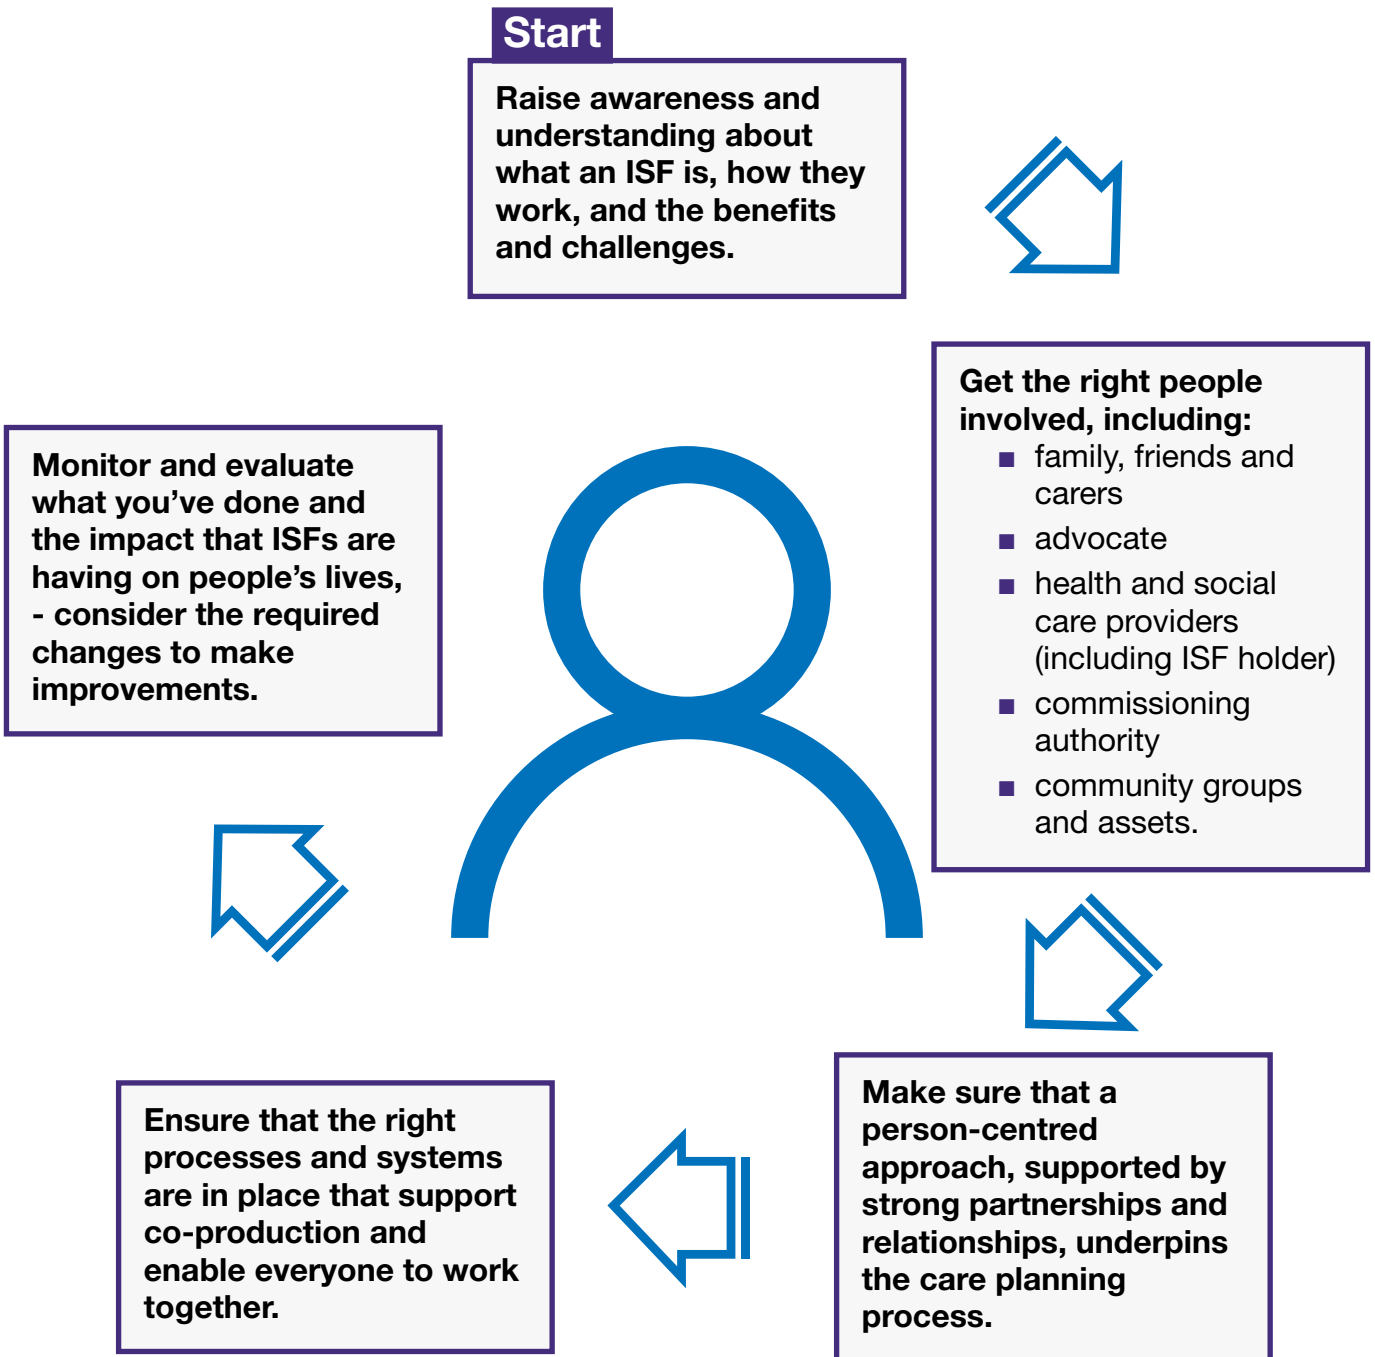 Start
Raise awareness and
understanding about
what an ISF is, how they
work, and the benefits
and challenges.
Get the right people
involved, including:
■ family, friends and
carers
■ advocate
■ health and social
care providers
(including ISF holder)
■ commissioning
authority
■ community groups
and assets.
Make sure that a
person-centred
approach, supported by
strong partnerships and
relationships, underpins
the care planning
process.
Ensure that the right
processes and systems
are in place that support
co-production and
enable everyone to work
together.
Monitor and evaluate
what you’ve done and
the impact that ISFs are
having on people’s lives,
- consider the required
changes to make
improvements.